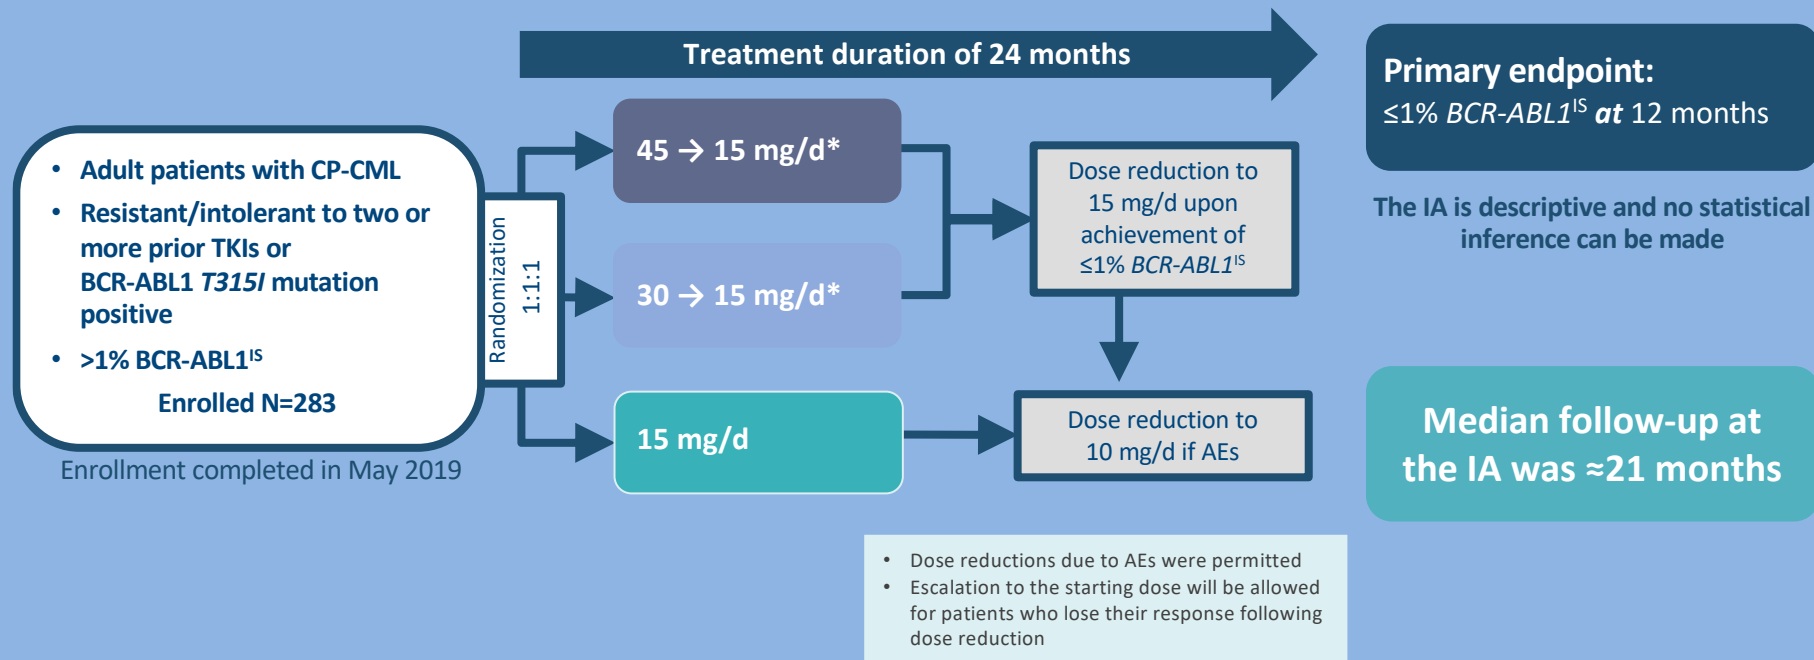 Treatment duration of 24 months
Primary endpoint:
≤1% BCR-ABL1ᴵˢ at 12 months
The IA is descriptive and no statistical
inference can be made
• Adult patients with CP-CML
• Resistant/intolerant to two or
more prior TKIs or
BCR-ABL1 T315I mutation
positive
• >1% BCR-ABL1ᴵˢ
Enrolled N=283
Enrollment completed in May 2019
Randomization
1:1:1
45 → 15 mg/d*
30 → 15 mg/d*
15 mg/d
Dose reduction to
15 mg/d upon
achievement of
≤1% BCR-ABL1ᴵˢ
Dose reduction to
10 mg/d if AEs
Median follow-up at
the IA was ≈21 months
• Dose reductions due to AEs were permitted
• Escalation to the starting dose will be allowed
for patients who lose their response following
dose reduction